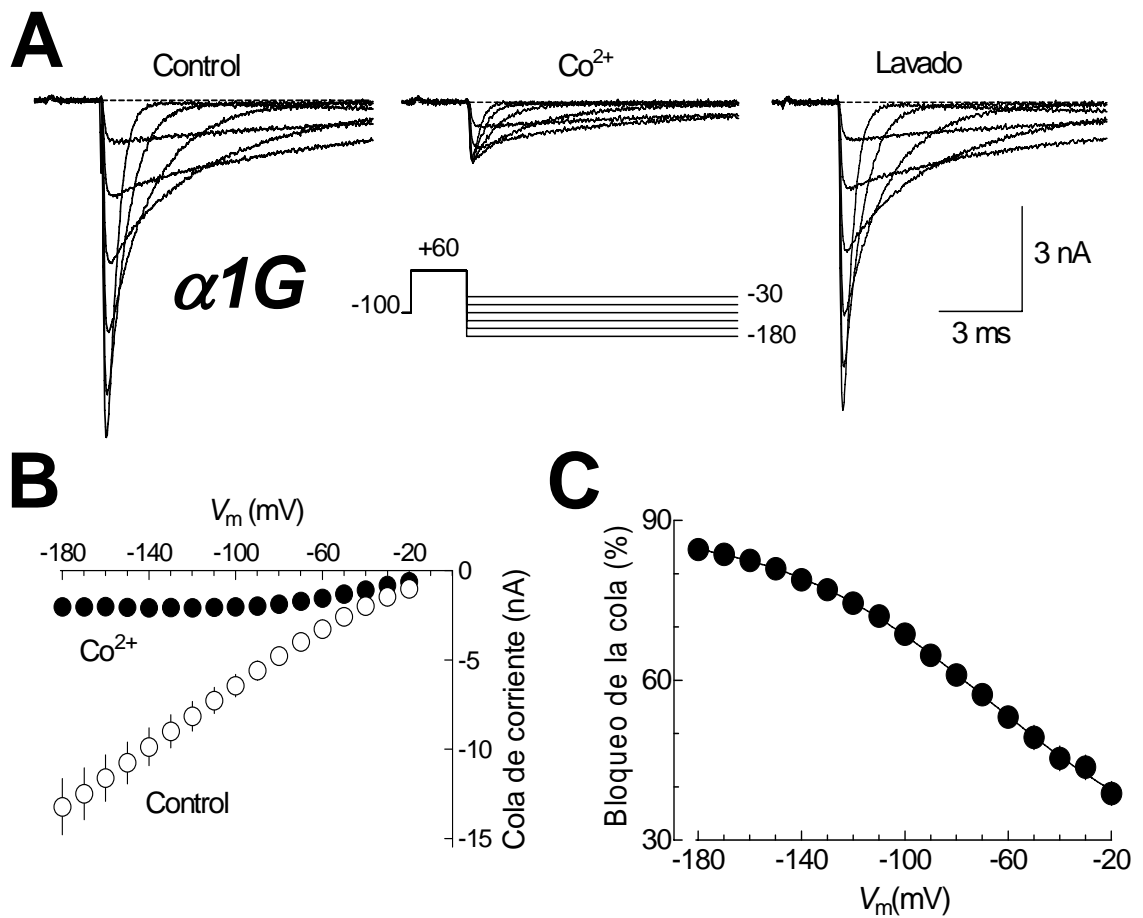 A
Control
Co2+
Lavado
α1G
+60
-100
-30
-180
3 nA
3 ms
B
Vm (mV)
-180 -140 -100 -60 -20
0
-5
-10
-15
Co2+
Control
Cola de corriente (nA)
C
Bloqueo de la cola (%)
90
60
30
-180 -140 -100 -60 -20
Vm(mV)